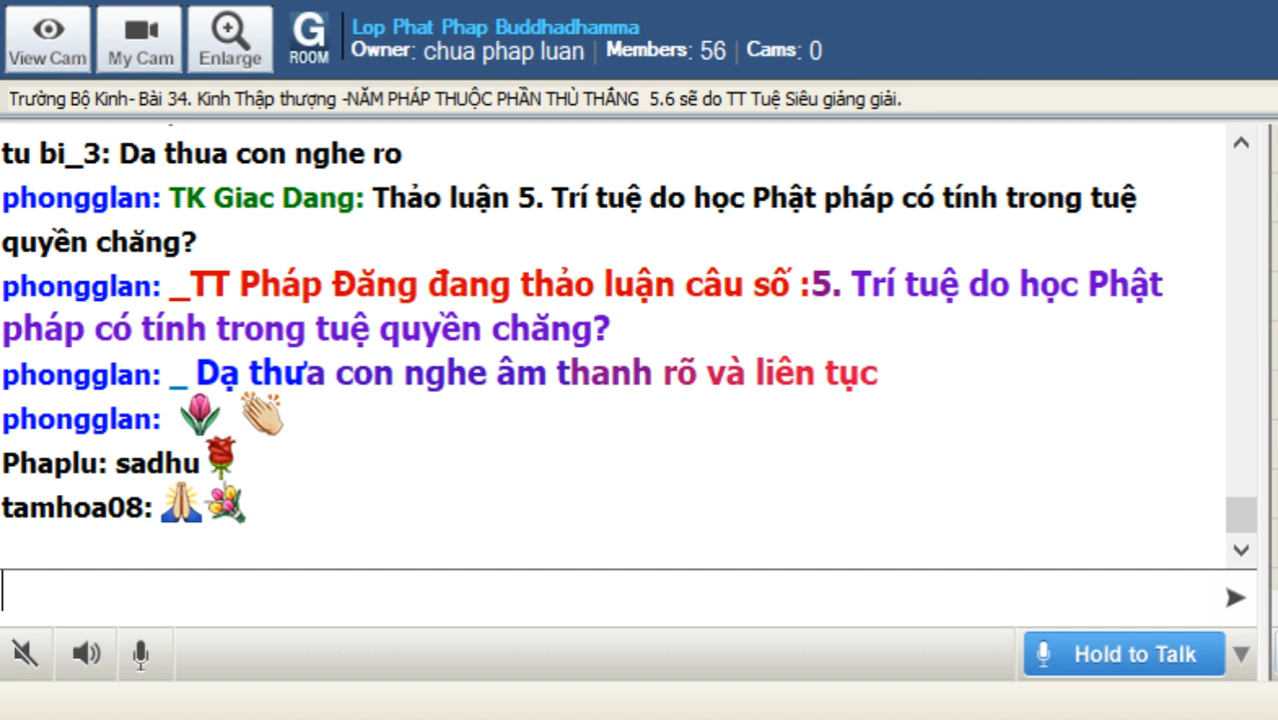 View Cam
My Cam
Enlarge
G
ROOM
Lop Phat Phap Buddhadhamma
Owner: chua phap luan | Members: 56 | Cams: 0
Trường Bộ Kinh- Bài 34. Kinh Thập thượng -NĂM PHÁP THUỘC PHẦN THÙ THẮNG 5.6 sẽ do TT Tuệ Siêu giảng giải.
tu bi_3: Da thua con nghe ro
phongglan: TK Giac Dang: Thảo luận 5. Trí tuệ do học Phật pháp có tính trong tuệ
quyền chăng?
phongglan: _TT Pháp Đăng đang thảo luận câu số :5. Trí tuệ do học Phật
pháp có tính trong tuệ quyền chăng?
phongglan: _ Dạ thưa con nghe âm thanh rõ và liên tục
phongglan:
Phaplu: sadhu
tamhoa08:
Hold to Talk